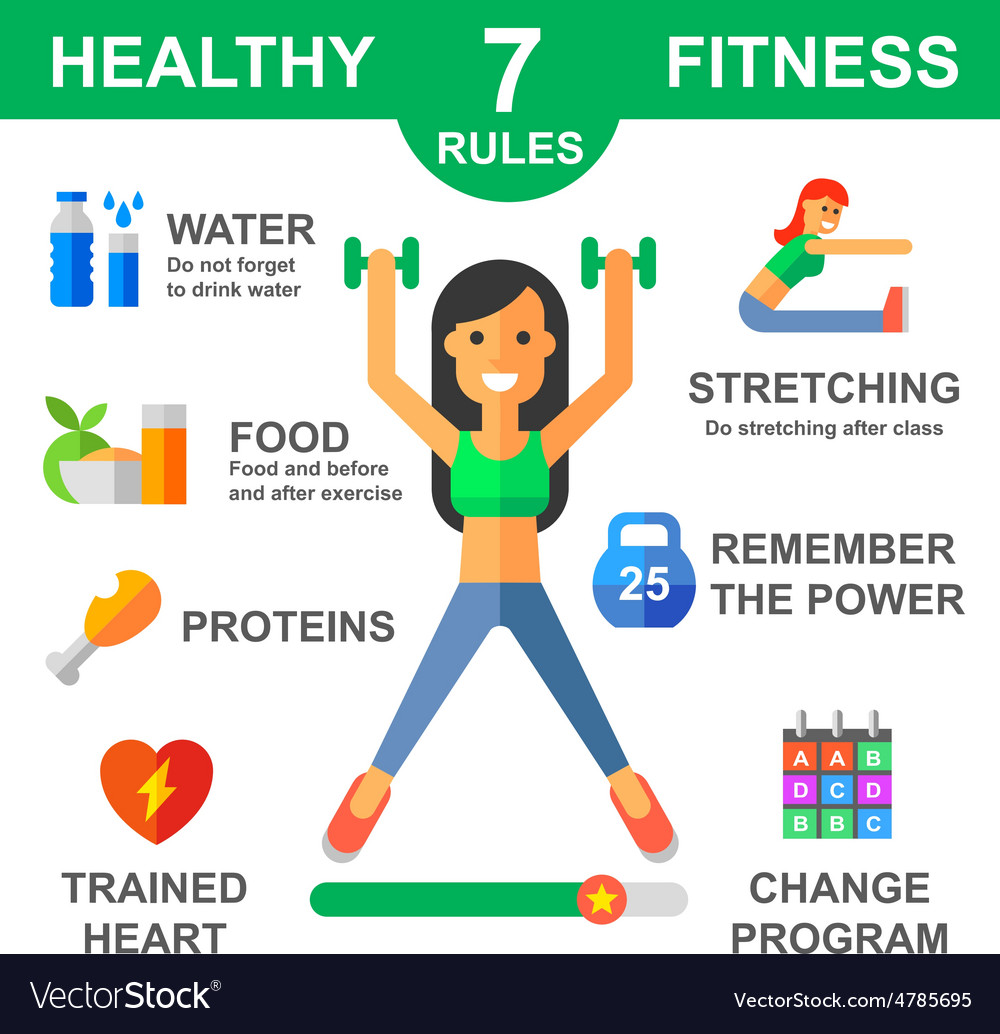 HEALTHY 7 FITNESS
RULES
WATER
Do not forget
to drink water
FOOD
Food and before
and after exercise
PROTEINS
TRAINED
HEART
STRETCHING
Do stretching after class
25
REMEMBER
THE POWER
A A B
D C D
B B C
CHANGE
PROGRAM
VectorStock®
VectorStock.com/4785695